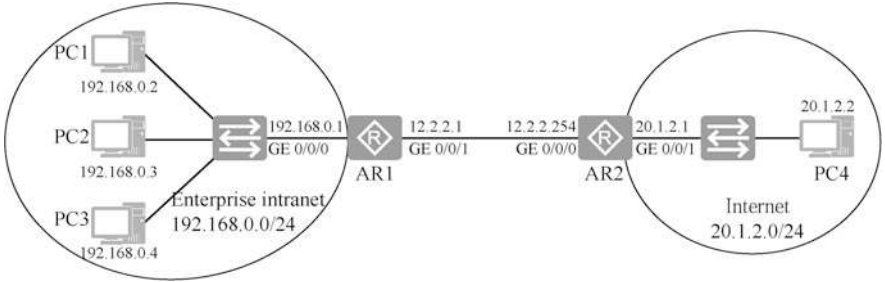 PC1
192.168.0.2
PC2
192.168.0.3
PC3
192.168.0.4
192.168.0.1
GE 0/0/0
Enterprise intranet
192.168.0.0/24
R
AR1
12.2.2.1
GE 0/0/1
12.2.2.254
GE 0/0/0
R
AR2
20.1.2.1
GE 0/0/1
20.1.2.2
PC4
Internet
20.1.2.0/24